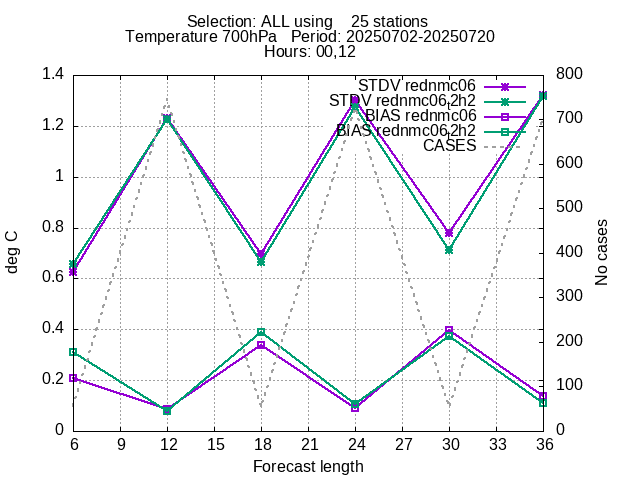 Selection: ALL using    25 stations
Temperature 700hPa   Period: 20250702-20250720
Hours: 00,12
STDV rednmc06
STDV rednmc06,2h2
BIAS rednmc06
BIAS rednmc06,2h2
CASES
1.4
1.2
1
0.8
0.6
0.4
0.2
0
deg C
800
700
600
500
400
300
200
100
0
No cases
6 9 12 15 18 21 24 27 30 33 36
Forecast length